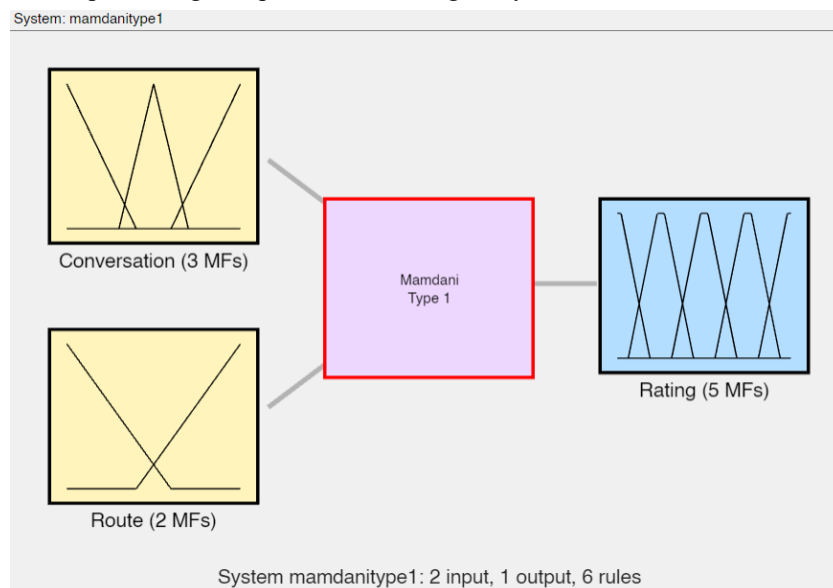 System: mamdanitype1
Conversation (3 MFs)
Mamdani
Type 1
Rating (5 MFs)
Route (2 MFs)
System mamdanitype1: 2 input, 1 output, 6 rules